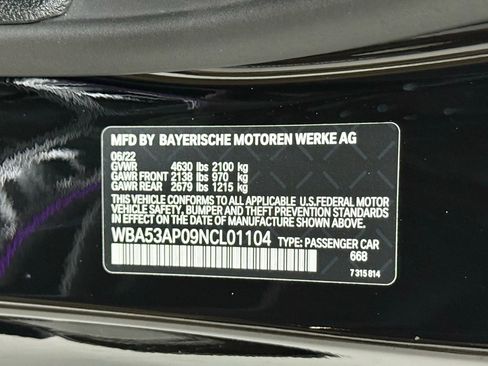 MFD BY BAYERISCHE MOTOREN WERKE AG
06/22
GVWR 4630 lbs 2100 kg
GAWR FRONT 2138 lbs 970 kg
GAWR REAR 2679 lbs 1215 kg
THIS VEHICLE CONFORMS TO ALL APPLICABLE U.S.FEDERAL MOTOR
VEHICLE SAFETY, BUMPER AND THEFT PREVENTION STANDARDS IN
EFFECT ON THE DATE OF MANUFACTURE SHOWN ABOVE.
WBA53AP09NCL01104 TYPE: PASSENGER CAR
668
7 315 814